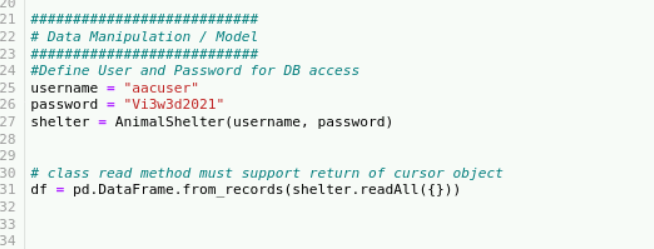 20
21 ###########################
22 # Data Manipulation / Model
23 ###########################
24 #Define User and Password for DB access
25 username = "aacuser"
26 password = "Vi3w3d2021"
27 shelter = AnimalShelter(username, password)
28
29
30 # class read method must support return of cursor object
31 df = pd.DataFrame.from_records(shelter.readAll({}))
32
33
34